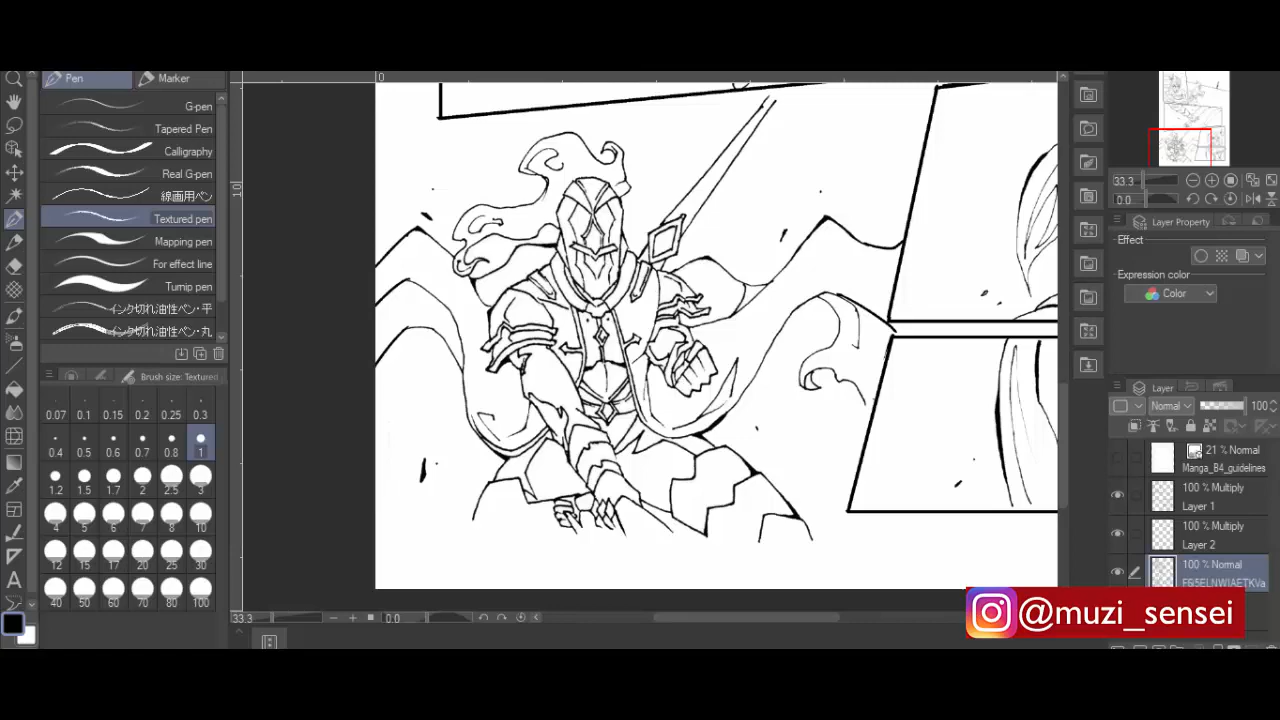 Pen
Marker
G-pen
Tapered Pen
Calligraphy
Real G-pen
線画用ペン
Textured pen
Mapping pen
For effect line
Turnip pen
インク切れ油性ペン・平
インク切れ油性ペン・丸
Brush size: Textured
0.07 0.1 0.15 0.2 0.25 0.3
0.4 0.5 0.6 0.7 0.8 1
1.2 1.5 1.7 2 2.5 3
4 5 6 7 8 10
12 15 17 20 25 30
40 50 60 70 80 100
0
10
33.3
0.0
33.3
0.0
Layer Property
Effect
Expression color
Color
Layer
Normal
100
21 % Normal
Manga_B4_guidelines
100 % Multiply
Layer 1
100 % Multiply
Layer 2
100 % Normal
@muzi_sensei